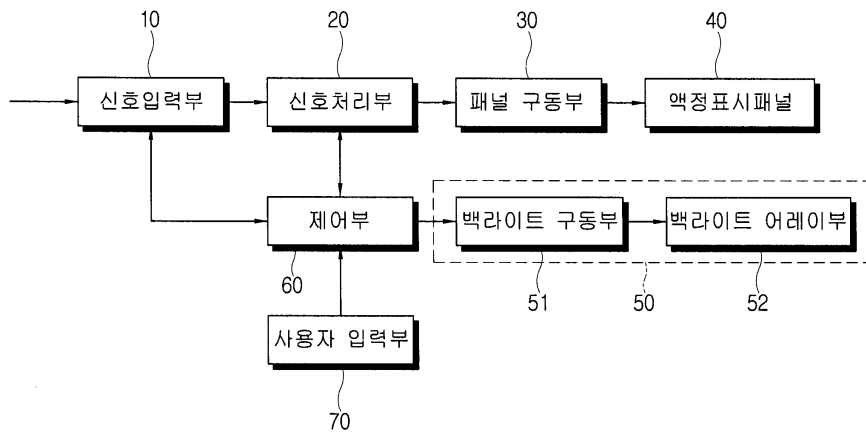 10
20
30
40
신호입력부
신호처리부
패널 구동부
액정표시패널
제어부
백라이트 구동부
백라이트 어레이부
60
51
50
52
사용자 입력부
70